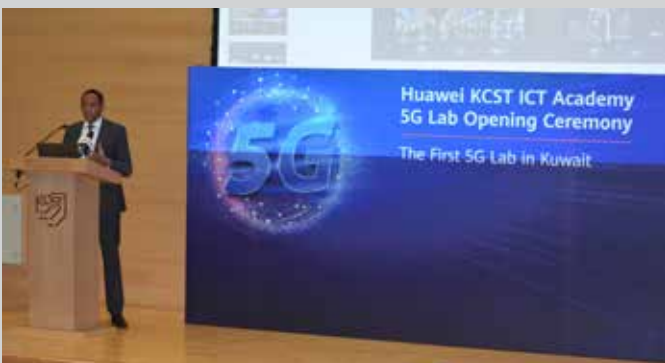 5G
Huawei KCST ICT Academy
5G Lab Opening Ceremony
The First 5G Lab in Kuwait